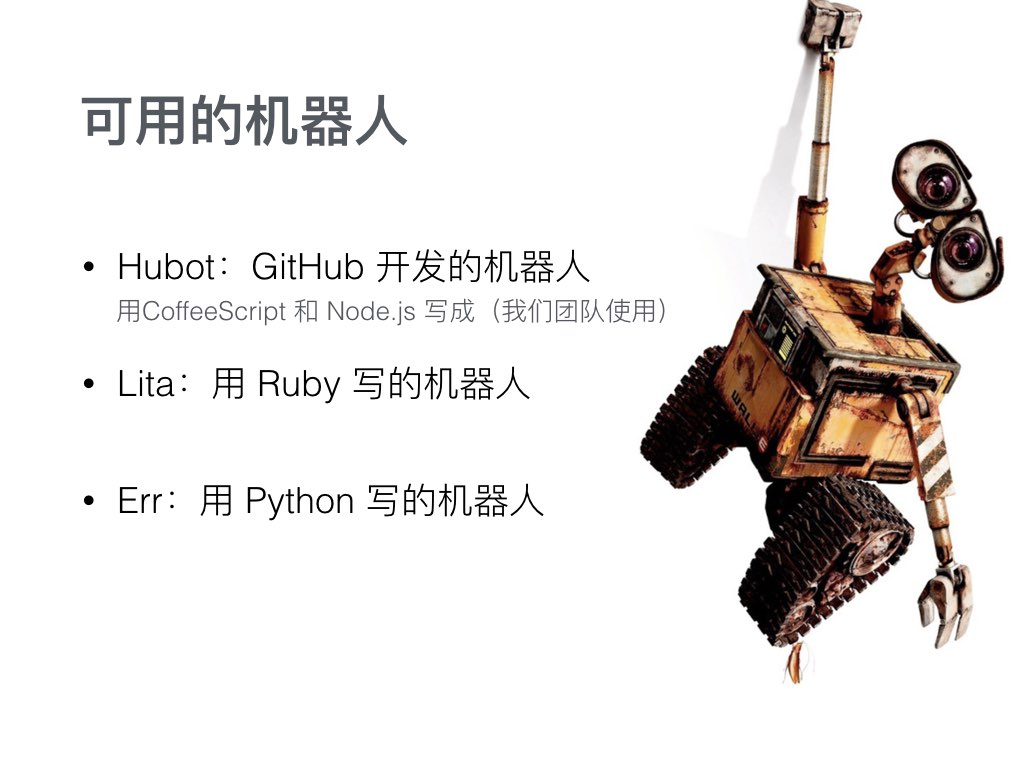 可用的机器人
• Hubot：GitHub 开发的机器人
用CoffeeScript 和 Node.js 写成（我们团队使用）
• Lita：用 Ruby 写的机器人
• Err：用 Python 写的机器人
WALL